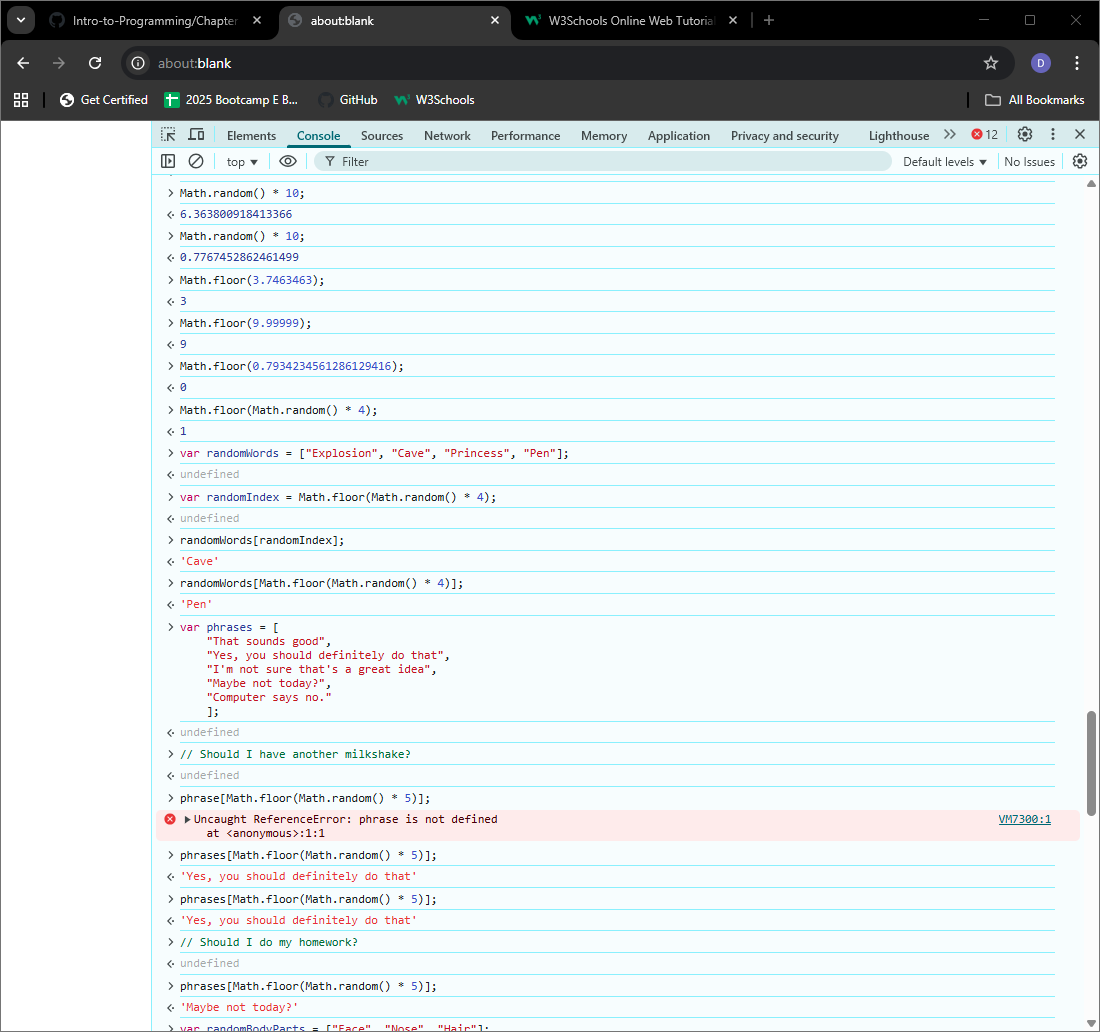 Intro-to-Programming/Chapter
about:blank
W3Schools Online Web Tutorial
about:blank
D
Get Certified
2025 Bootcamp E B...
GitHub
W3Schools
All Bookmarks
Elements
Console
Sources
Network
Performance
Memory
Application
Privacy and security
Lighthouse
12
top
Filter
Default levels
No Issues
Math.random() * 10;
6.363800918413366
Math.random() * 10;
0.7767452862461499
Math.floor(3.7463463);
3
Math.floor(9.99999);
9
Math.floor(0.7934234561286129416);
0
Math.floor(Math.random() * 4);
1
var randomWords = ["Explosion", "Cave", "Princess", "Pen"];
undefined
var randomIndex = Math.floor(Math.random() * 4);
undefined
randomWords[randomIndex];
'Cave'
randomWords[Math.floor(Math.random() * 4)];
'Pen'
var phrases = [
"That sounds good",
"Yes, you should definitely do that",
"I'm not sure that's a great idea",
"Maybe not today?",
"Computer says no."
];
undefined
// Should I have another milkshake?
undefined
phrase[Math.floor(Math.random() * 5)];
Uncaught ReferenceError: phrase is not defined
VM7300:1
at <anonymous>:1:1
phrases[Math.floor(Math.random() * 5)];
'Yes, you should definitely do that'
phrases[Math.floor(Math.random() * 5)];
'Yes, you should definitely do that'
// Should I do my homework?
undefined
phrases[Math.floor(Math.random() * 5)];
'Maybe not today?'
var randomBodyParts = ["Face", "Nose", "Hair"];